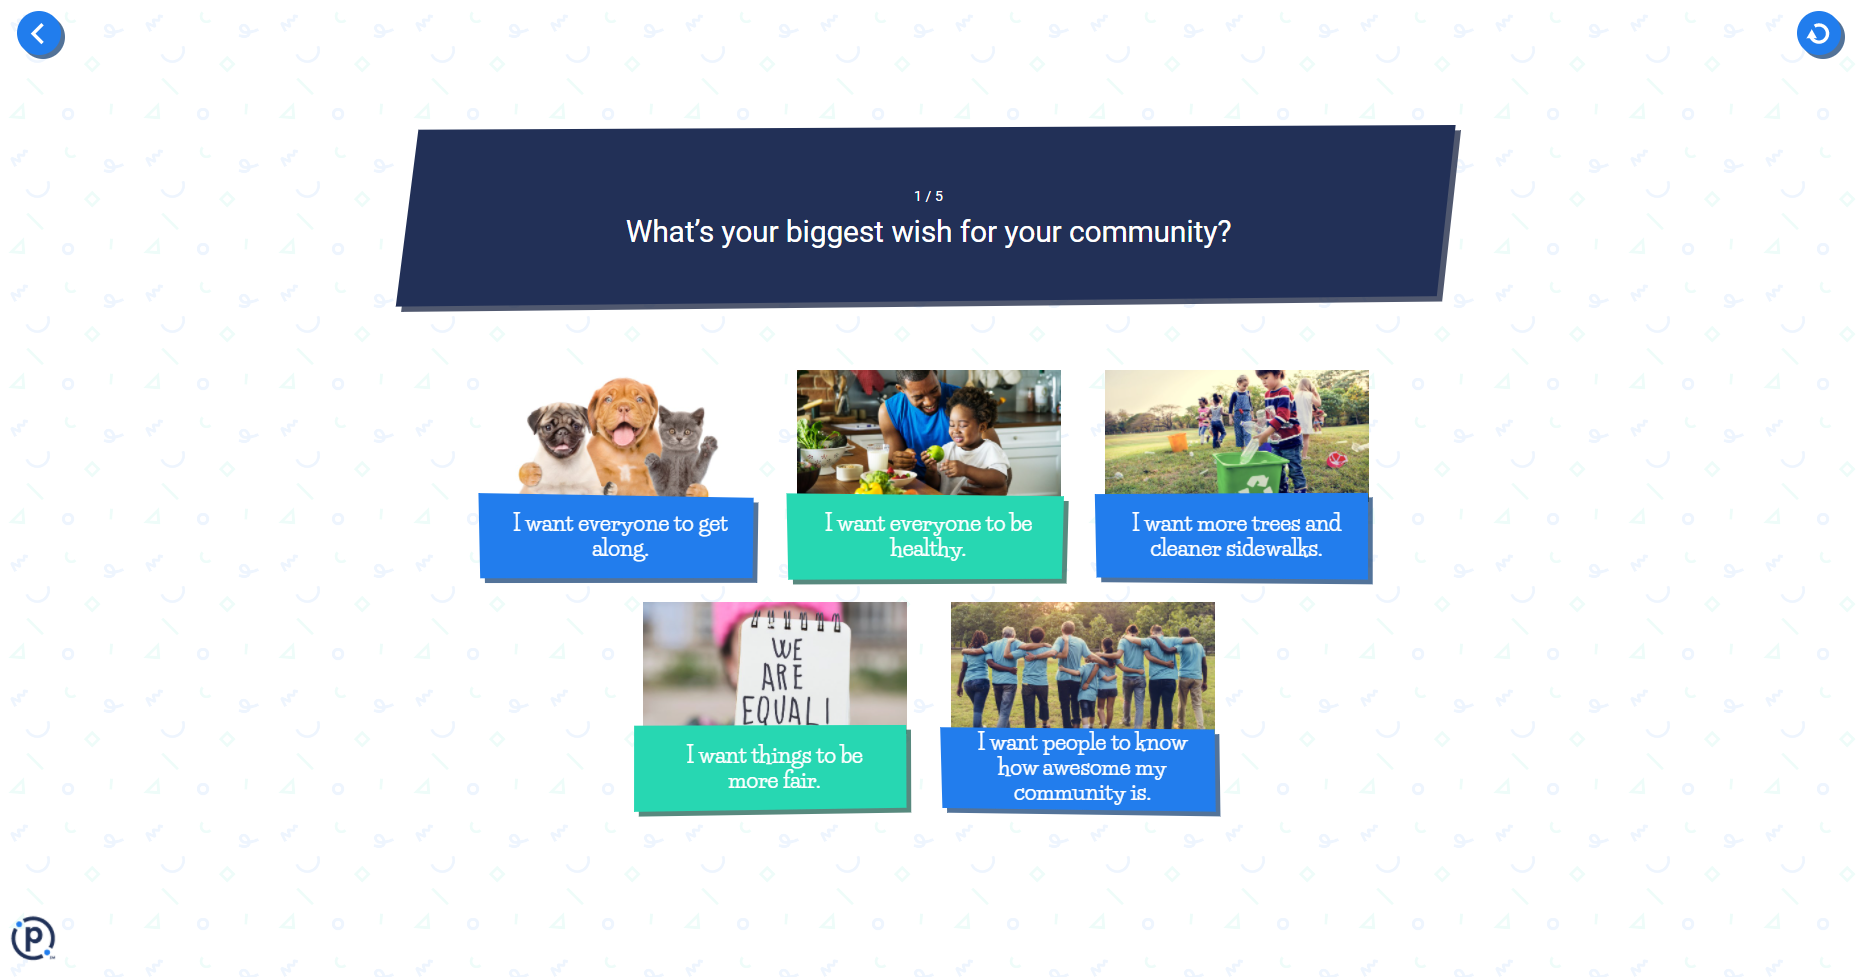 1 / 5
What’s your biggest wish for your community?
I want everyone to get
along.
I want everyone to be
healthy.
I want more trees and
cleaner sidewalks.
WE
ARE
EQUAL!
I want things to be
more fair.
I want people to know
how awesome my
community is.
p